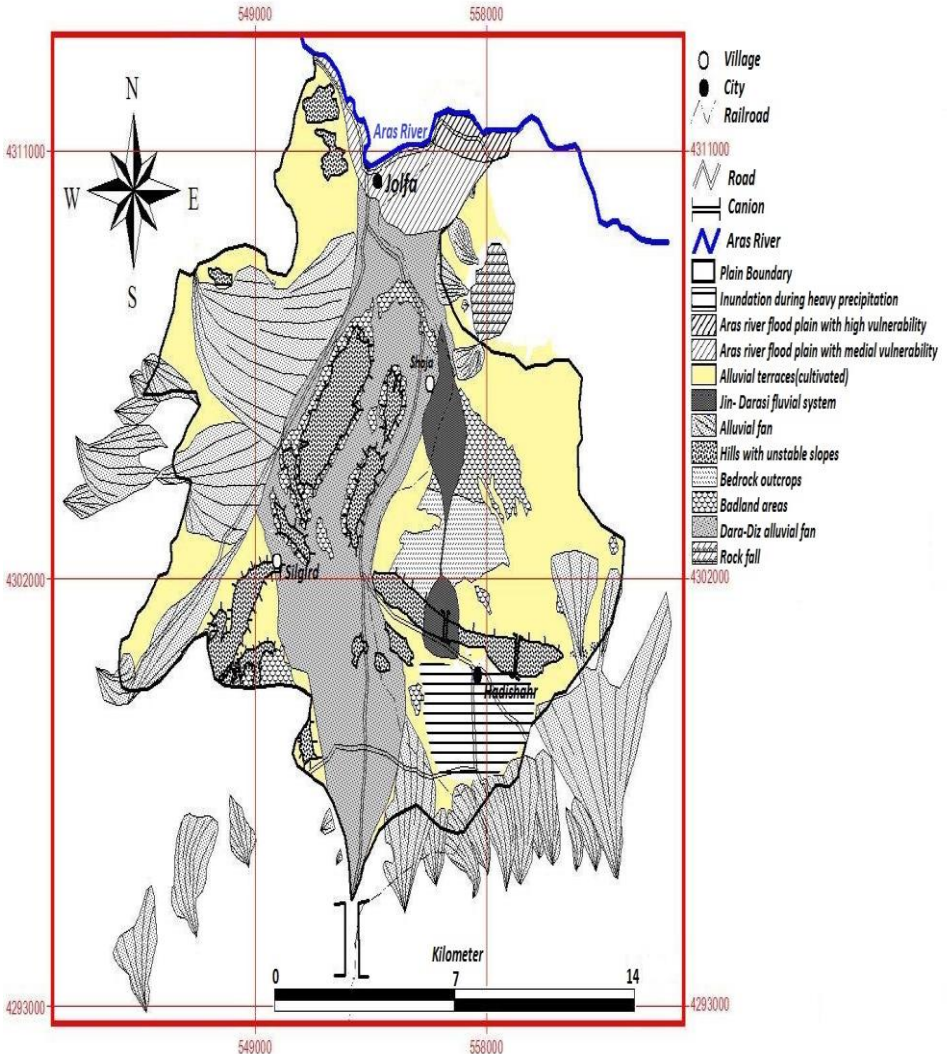 549000
558000
N
W
E
S
4311000
4311000
Aras River
Jolfa
Shoja
Silgird
4302000
4302000
Hadishahr
Kilometer
0
7
14
4293000
4293000
549000
558000
Village
City
Railroad
Road
Canion
Aras River
Plain Boundary
Inundation during heavy precipitation
Aras river flood plain with high vulnerability
Aras river flood plain with medial vulnerability
Alluvial terraces(cultivated)
Jin- Darasi fluvial system
Alluvial fan
Hills with unstable slopes
Bedrock outcrops
Badland areas
Dara-Diz alluvial fan
Rock fall